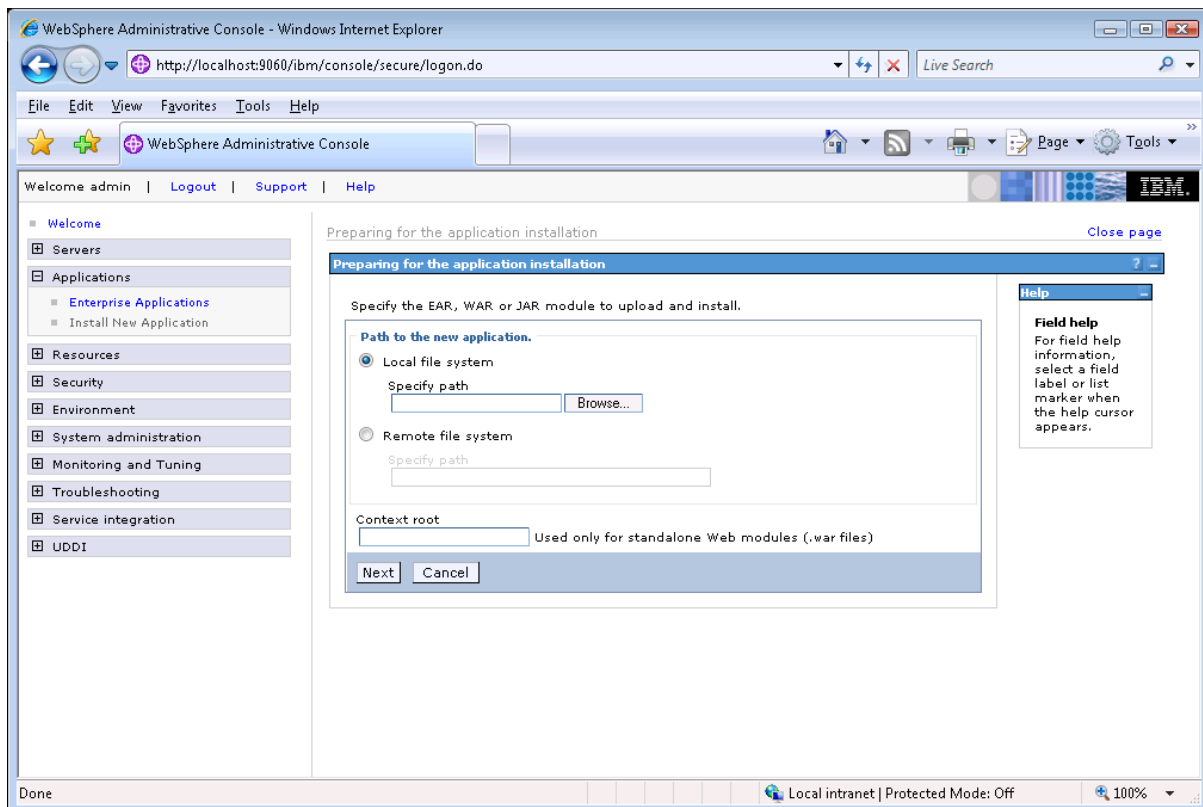 WebSphere Administrative Console - Windows Internet Explorer
http://localhost:9060/ibm/console/secure/logon.do
Live Search
File Edit View Favorites Tools Help
WebSphere Administrative Console
Page
Tools
Welcome admin | Logout | Support | Help
IBM.
Welcome
Servers
Applications
Enterprise Applications
Install New Application
Resources
Security
Environment
System administration
Monitoring and Tuning
Troubleshooting
Service integration
UDDI
Preparing for the application installation
Close page
Preparing for the application installation
? -
Specify the EAR, WAR or JAR module to upload and install.
Path to the new application.
Local file system
Specify path
Browse...
Remote file system
Specify path
Context root
Used only for standalone Web modules (.war files)
Next
Cancel
Help
Field help
For field help
information,
select a field
label or list
marker when
the help cursor
appears.
Done
Local intranet | Protected Mode: Off
100%